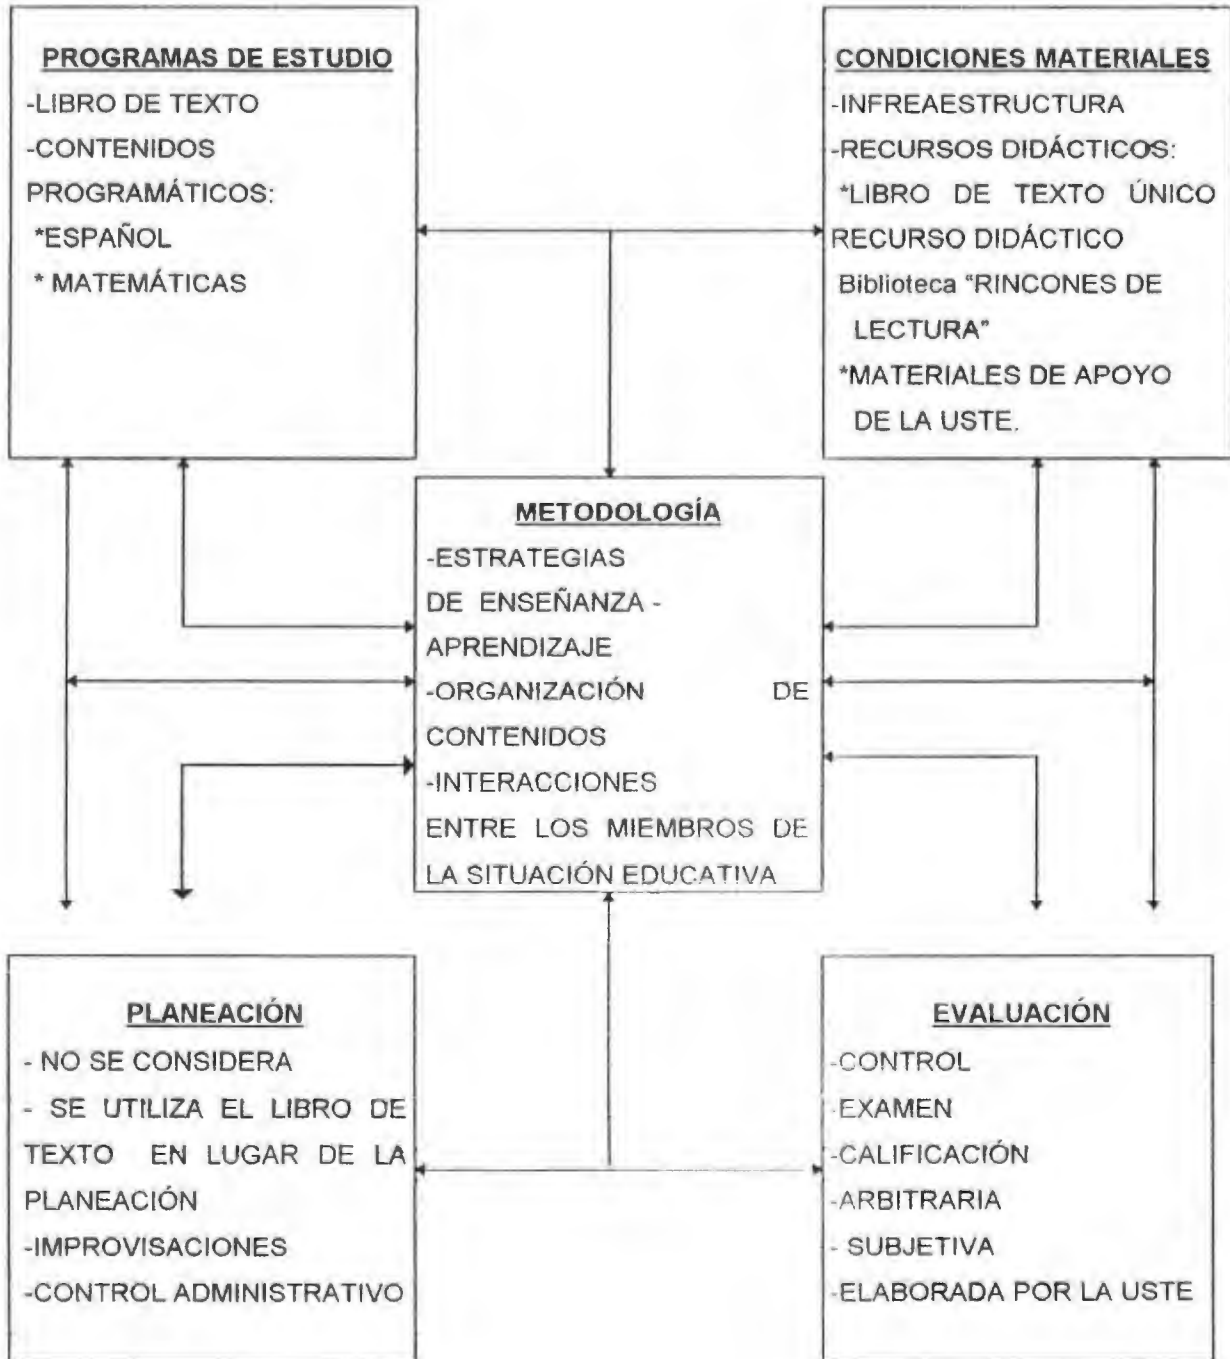 PROGRAMAS DE ESTUDIO
-LIBRO DE TEXTO
-CONTENIDOS
PROGRAMÁTICOS:
*ESPAÑOL
* MATEMÁTICAS
CONDICIONES MATERIALES
-INFREAESTRUCTURA
-RECURSOS DIDÁCTICOS:
*LIBRO DE TEXTO ÚNICO
RECURSO DIDÁCTICO
Biblioteca "RINCONES DE
LECTURA"
*MATERIALES DE APOYO
DE LA USTE.
METODOLOGÍA
-ESTRATEGIAS
DE ENSEÑANZA -
APRENDIZAJE
-ORGANIZACIÓN DE
CONTENIDOS
-INTERACCIONES
ENTRE LOS MIEMBROS DE
LA SITUACIÓN EDUCATIVA
PLANEACIÓN
- NO SE CONSIDERA
- SE UTILIZA EL LIBRO DE
TEXTO EN LUGAR DE LA
PLANEACIÓN
-IMPROVISACIONES
-CONTROL ADMINISTRATIVO
EVALUACIÓN
-CONTROL
-EXAMEN
-CALIFICACIÓN
-ARBITRARIA
- SUBJETIVA
-ELABORADA POR LA USTE